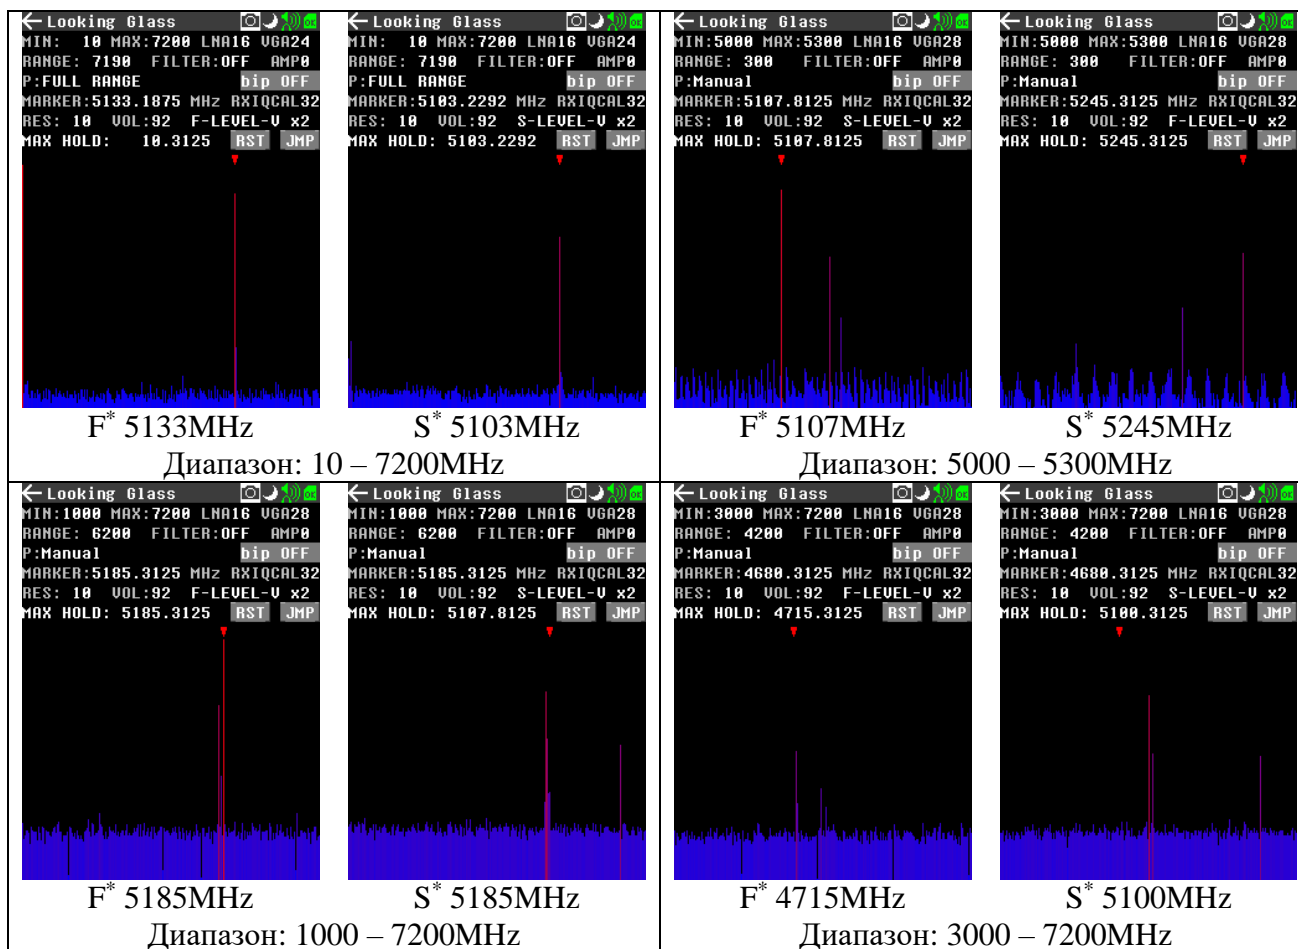 Looking Glass
MIN: 10 MAX:7200 LNA16 VGA24
RANGE: 7190 FILTER:OFF AMP0
P:FULL RANGE bip OFF
MARKER:5133.1875 MHz RXIQCAL32
RES: 10 VOL:92 F-LEVEL-V x2
MAX HOLD: 10.3125 RST JMP
F* 5133MHz
Looking Glass
MIN: 10 MAX:7200 LNA16 VGA24
RANGE: 7190 FILTER:OFF AMP0
P:FULL RANGE bip OFF
MARKER:5103.2292 MHz RXIQCAL32
RES: 10 VOL:92 S-LEVEL-V x2
MAX HOLD: 5103.2292 RST JMP
S* 5103MHz
Диапазон: 10 – 7200MHz
Looking Glass
MIN:5000 MAX:5300 LNA16 VGA28
RANGE: 300 FILTER:OFF AMP0
P:Manual bip OFF
MARKER:5107.8125 MHz RXIQCAL32
RES: 10 VOL:92 S-LEVEL-V x2
MAX HOLD: 5107.8125 RST JMP
F* 5107MHz
Looking Glass
MIN:5000 MAX:5300 LNA16 VGA28
RANGE: 300 FILTER:OFF AMP0
P:Manual bip OFF
MARKER:5245.3125 MHz RXIQCAL32
RES: 10 VOL:92 F-LEVEL-V x2
MAX HOLD: 5245.3125 RST JMP
S* 5245MHz
Диапазон: 5000 – 5300MHz
Looking Glass
MIN:1000 MAX:7200 LNA16 VGA28
RANGE: 6200 FILTER:OFF AMP0
P:Manual bip OFF
MARKER:5185.3125 MHz RXIQCAL32
RES: 10 VOL:92 F-LEVEL-V x2
MAX HOLD: 5185.3125 RST JMP
F* 5185MHz
Looking Glass
MIN:1000 MAX:7200 LNA16 VGA28
RANGE: 6200 FILTER:OFF AMP0
P:Manual bip OFF
MARKER:5185.3125 MHz RXIQCAL32
RES: 10 VOL:92 S-LEVEL-V x2
MAX HOLD: 5107.8125 RST JMP
S* 5185MHz
Диапазон: 1000 – 7200MHz
Looking Glass
MIN:3000 MAX:7200 LNA16 VGA28
RANGE: 4200 FILTER:OFF AMP0
P:Manual bip OFF
MARKER:4680.3125 MHz RXIQCAL32
RES: 10 VOL:92 F-LEVEL-V x2
MAX HOLD: 4715.3125 RST JMP
F* 4715MHz
Looking Glass
MIN:3000 MAX:7200 LNA16 VGA28
RANGE: 4200 FILTER:OFF AMP0
P:Manual bip OFF
MARKER:4680.3125 MHz RXIQCAL32
RES: 10 VOL:92 S-LEVEL-V x2
MAX HOLD: 5100.3125 RST JMP
S* 5100MHz
Диапазон: 3000 – 7200MHz